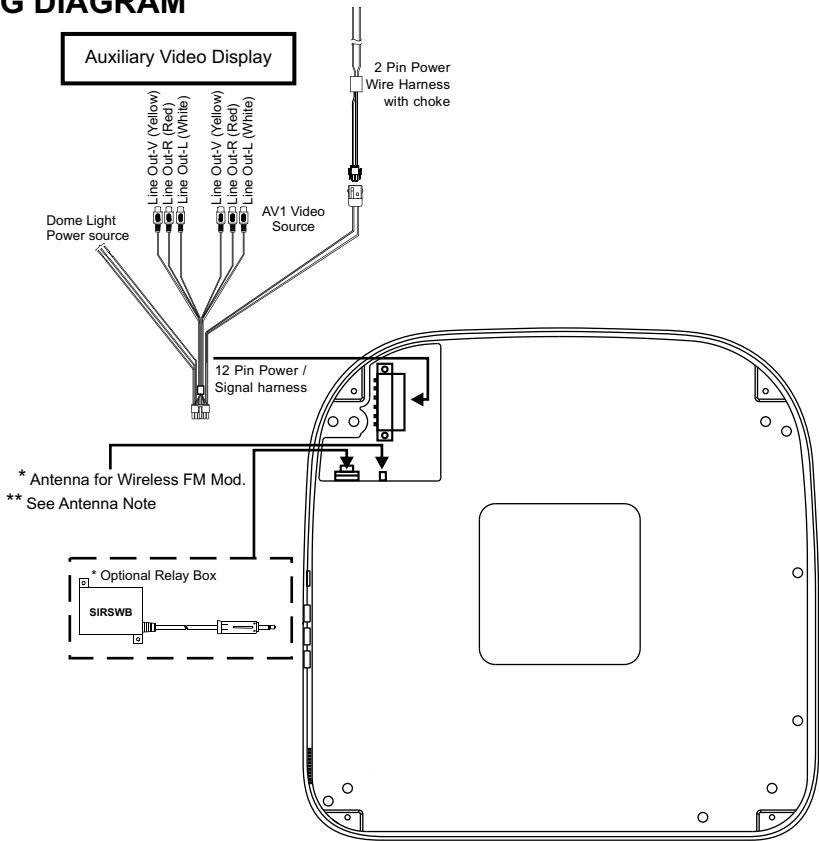 G DIAGRAM
Auxiliary Video Display
2 Pin Power
Wire Harness
with choke
Line Out-V (Yellow)
Line Out-R (Red)
Line Out-L (White)
Line Out-V (Yellow)
Line Out-R (Red)
Line Out-L (White)
Dome Light
Power source
AV1 Video
Source
12 Pin Power /
Signal harness
* Antenna for Wireless FM Mod.
** See Antenna Note
* Optional Relay Box
SIRSWB